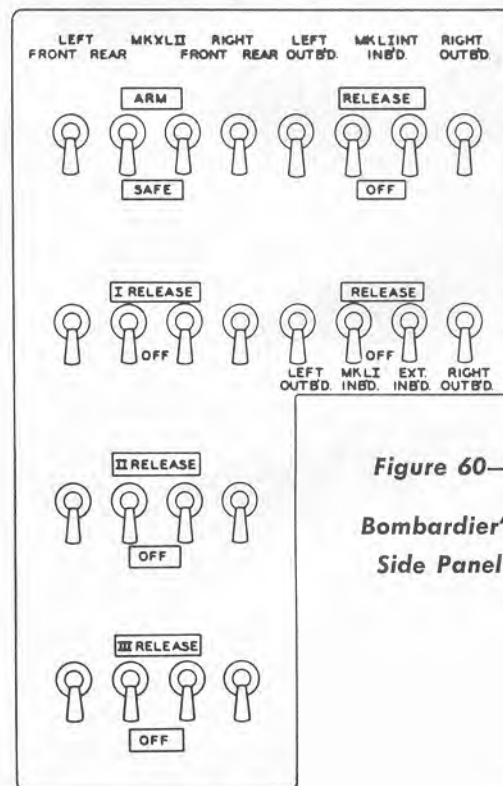 LEFT MKXLII RIGHT LEFT MKLIINT RIGHT
FRONT REAR FRONT REAR OUTB'D. INB'D. OUTB'D.
ARM RELEASE
SAFE OFF
I RELEASE RELEASE
OFF OFF
LEFT MKLI EXT. RIGHT
OUTB'D. INB'D. INB'D. OUTB'D.
II RELEASE
OFF
Figure 60—
Bombardier'
Side Panel
III RELEASE
OFF